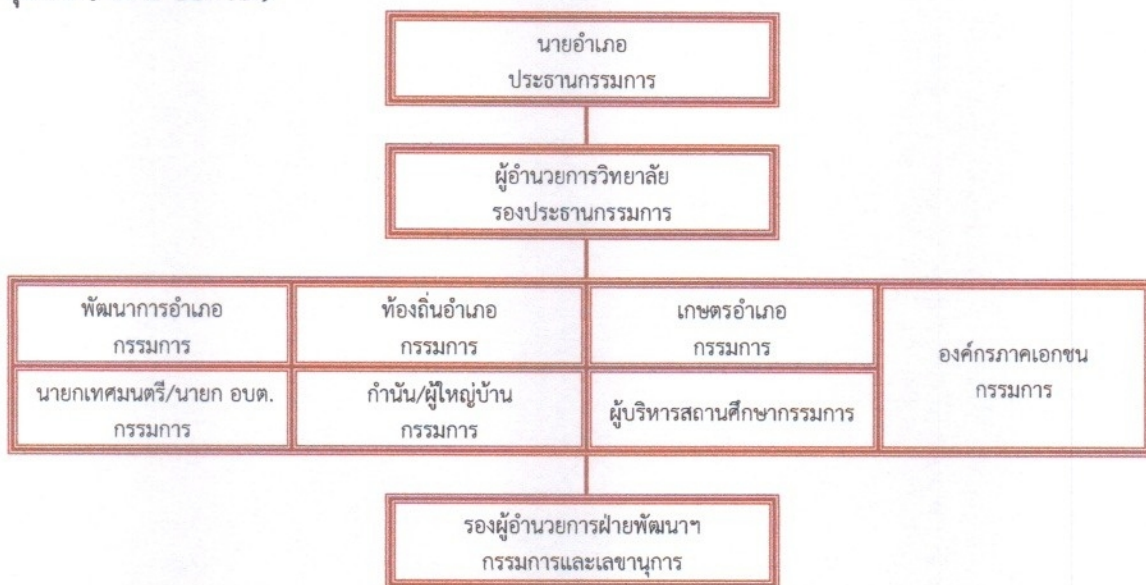 นายอำเภอ
ประธานกรรมการ
ผู้อำนวยการวิทยาลัย
รองประธานกรรมการ
พัฒนาการอำเภอ
กรรมการ
ท้องถิ่นอำเภอ
กรรมการ
เกษตรอำเภอ
กรรมการ
องค์กรภาคเอกชน
กรรมการ
นายกเทศมนตรี/นายก อบต.
กรรมการ
กำนัน/ผู้ใหญ่บ้าน
กรรมการ
ผู้บริหารสถานศึกษากรรมการ
รองผู้อำนวยการฝ่ายพัฒนาฯ
กรรมการและเลขานุการ